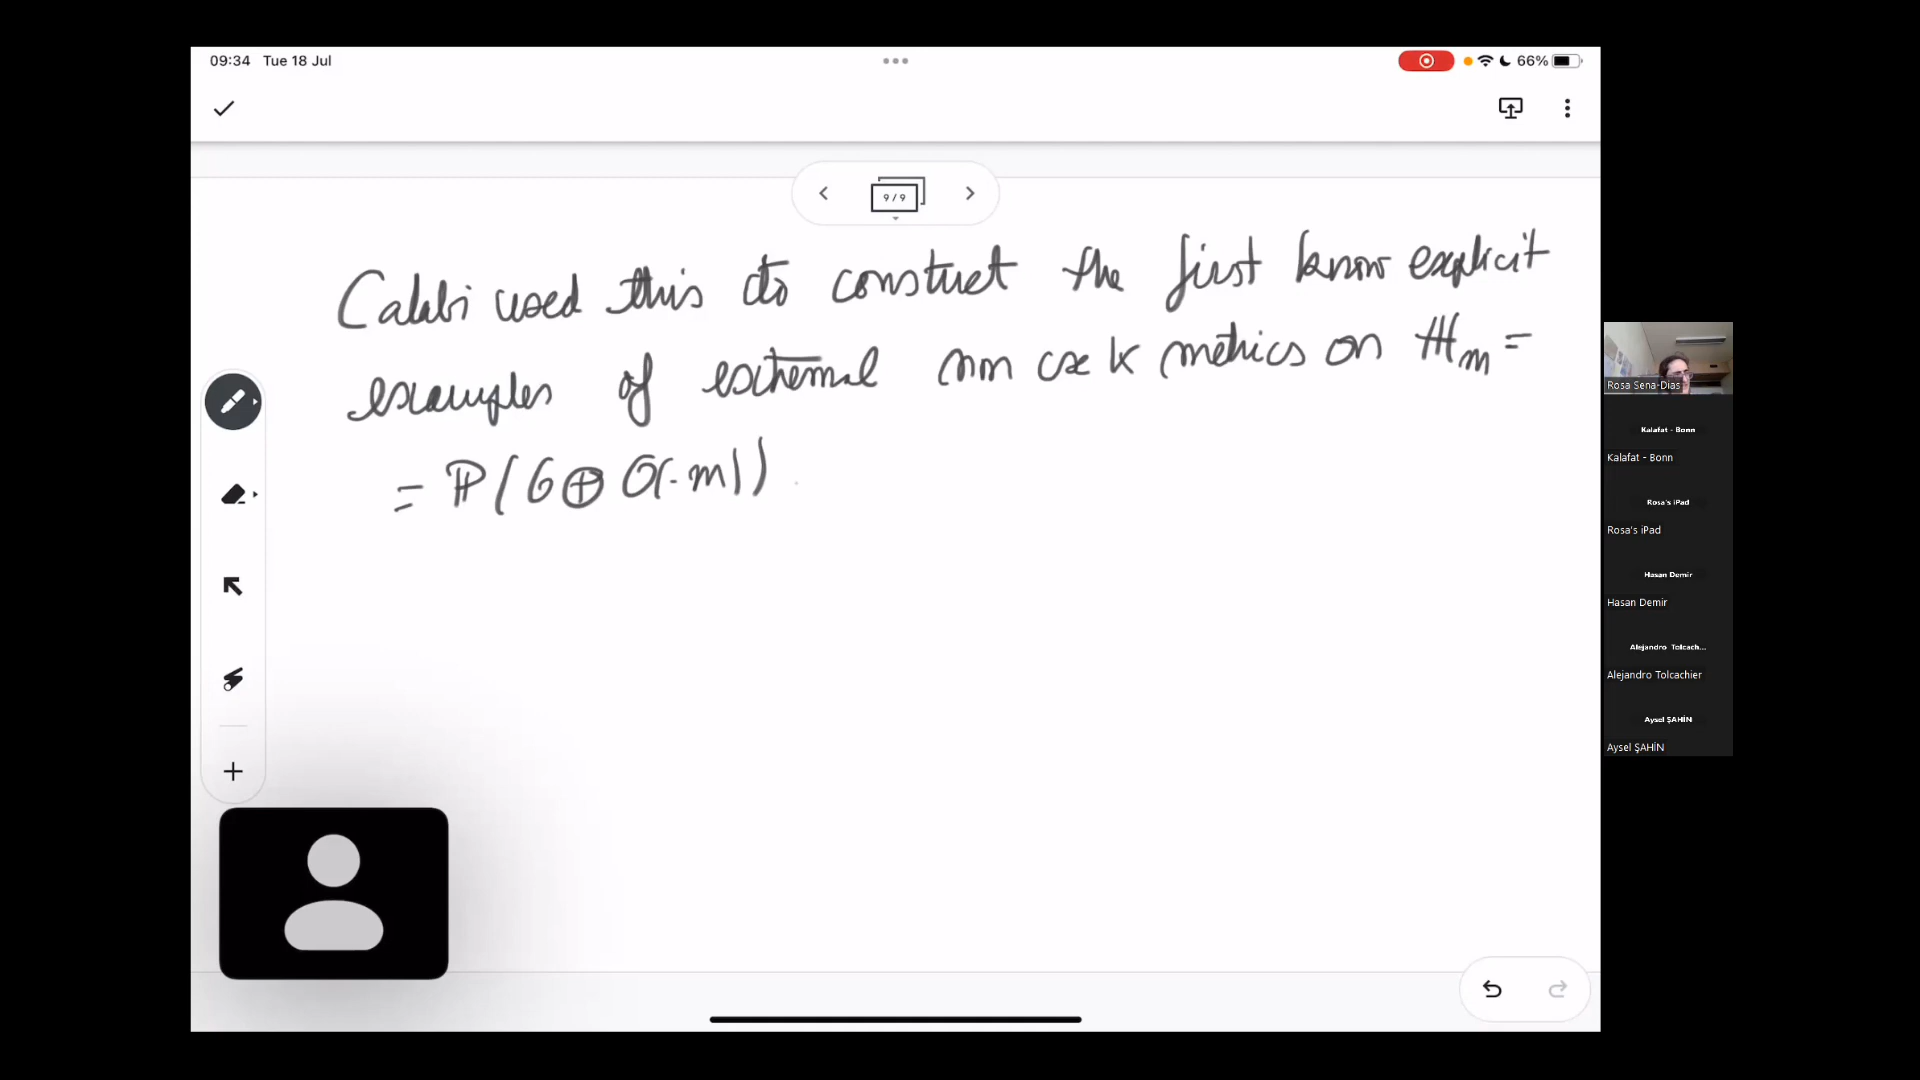 09:34 Tue 18 Jul
66%
9/9
Calabi used this to construct the first know explicit
examples of extremal non csc K metrics on ℍm =
= ℙ(O⊕O(-m))
Rosa Sena-Dias
Kalafat - Bonn
Kalafat - Bonn
Rosa's iPad
Rosa's iPad
Hasan Demir
Hasan Demir
Alejandro Tolcach...
Alejandro Tolcachier
Aysel ŞAHİN
Aysel ŞAHİN